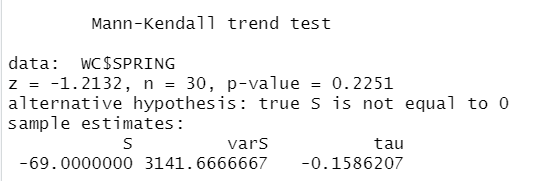 Mann-Kendall trend test
data:  WC$SPRING
z = -1.2132, n = 30, p-value = 0.2251
alternative hypothesis: true S is not equal to 0
sample estimates:
S varS tau
-69.0000000 3141.6666667 -0.1586207